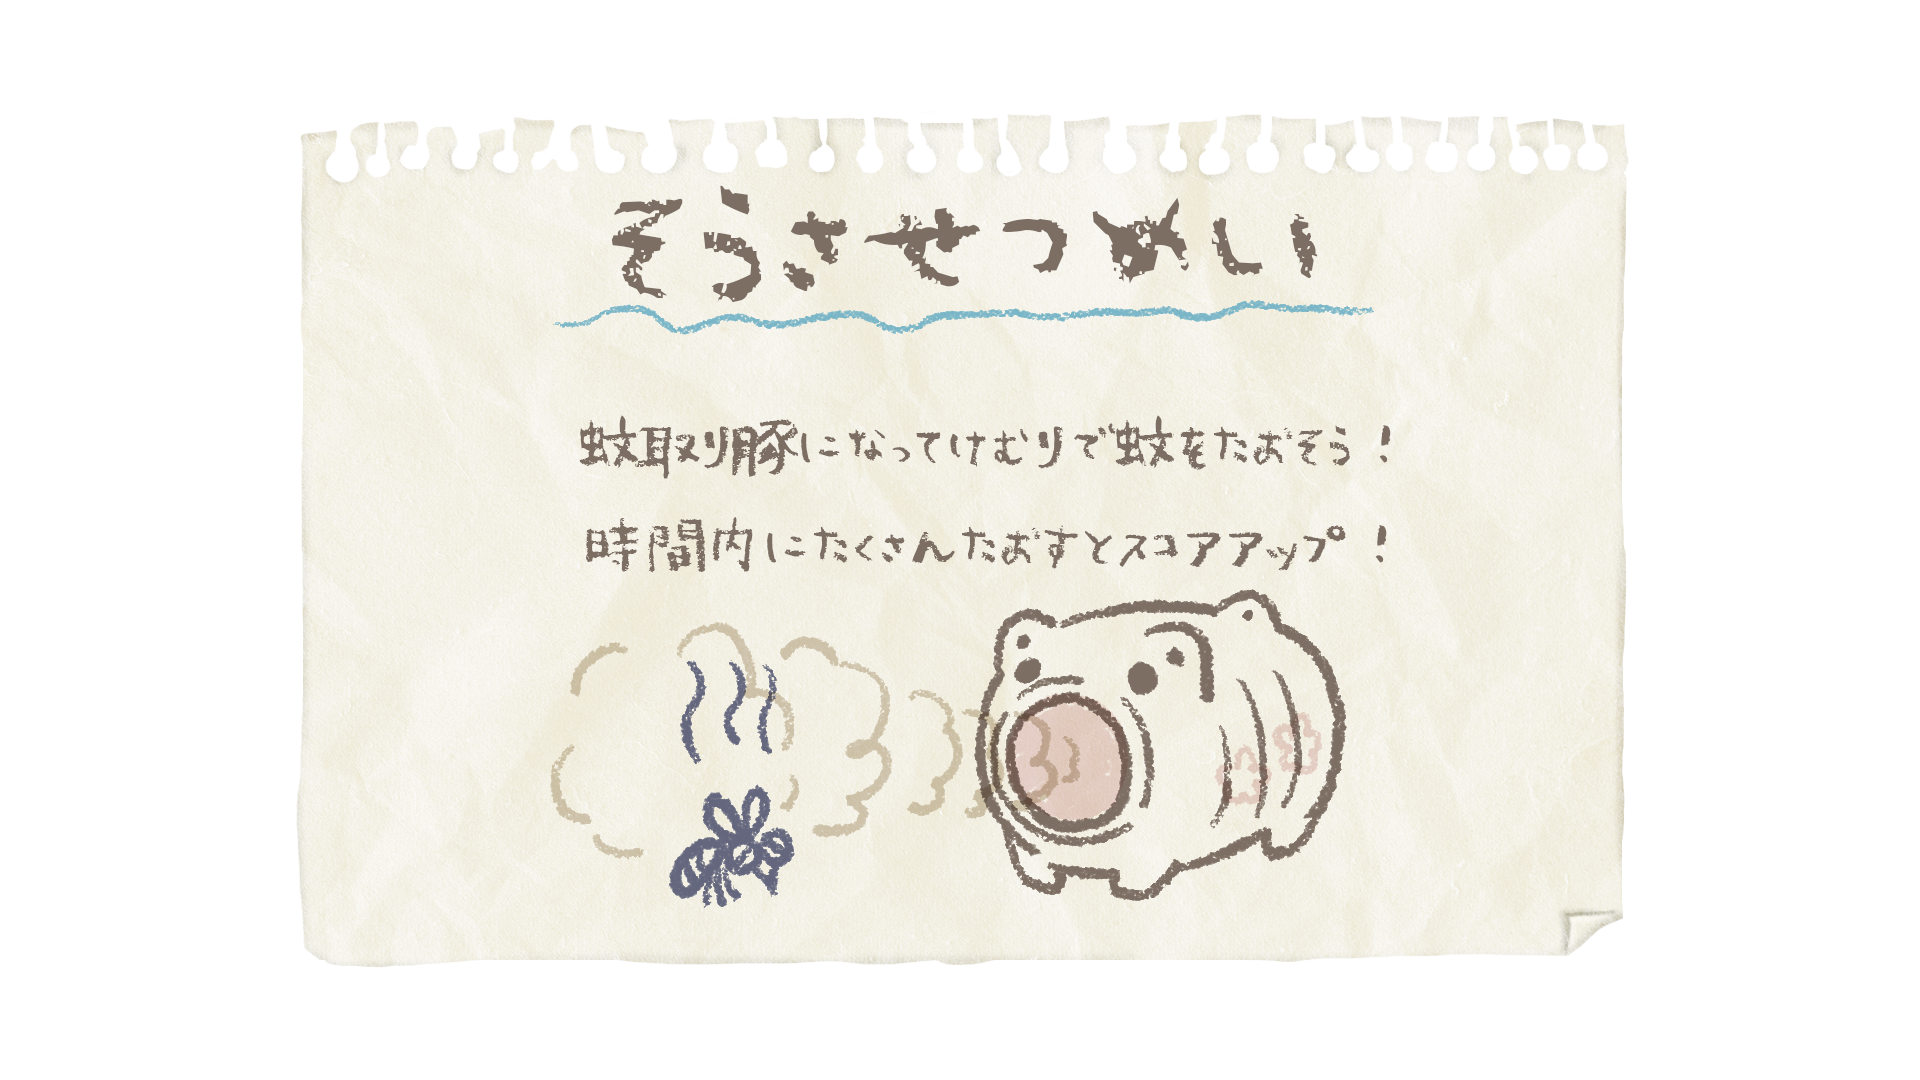 そうさせつめい
蚊取り豚になってけむりで蚊をたおそう！
時間内にたくさんたおすとスコアアップ！